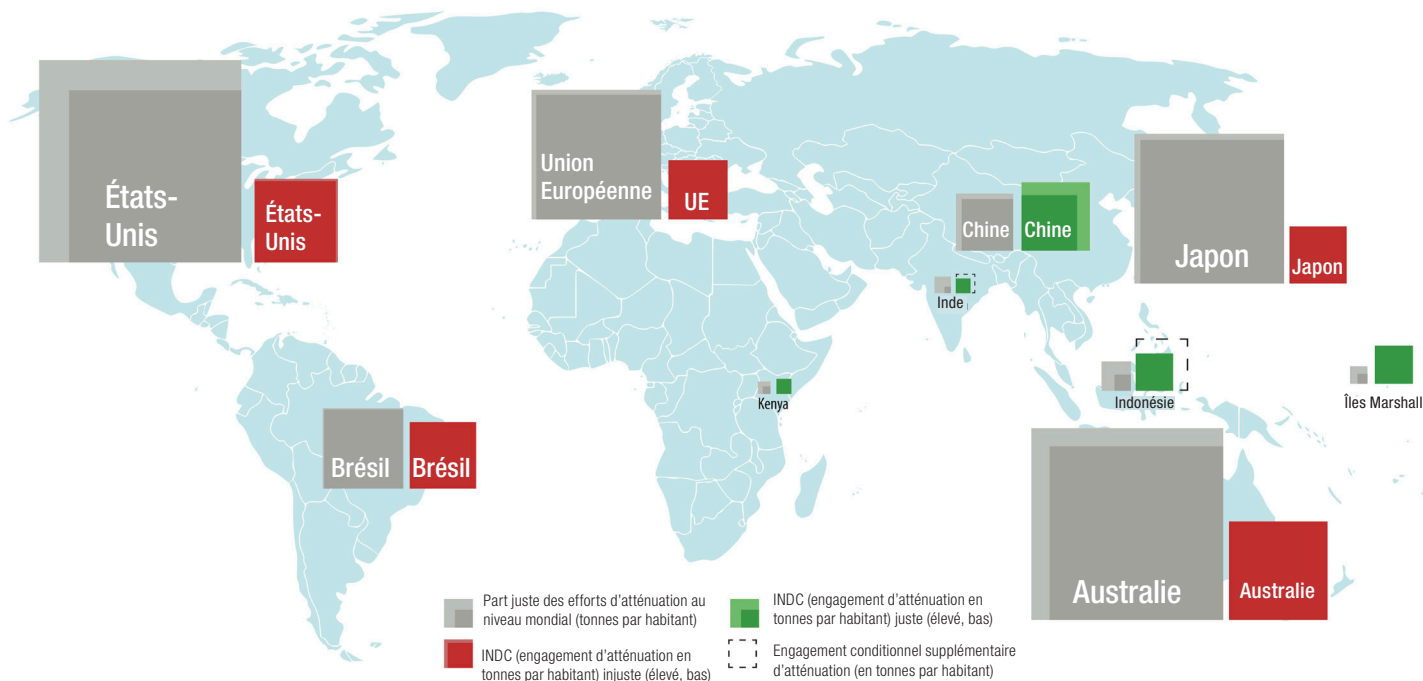 États-
Unis
États-
Unis
Union
Européenne
UE
Chine
Chine
Japon
Japon
Inde
Kenya
Indonésie
Îles Marshall
Brésil
Brésil
Australie
Australie
Part juste des efforts d'atténuation au
niveau mondial (tonnes par habitant)
INDC (engagement d'atténuation en
tonnes par habitant) injuste (élevé, bas)
INDC (engagement d'atténuation en
tonnes par habitant) juste (élevé, bas)
Engagement conditionnel supplémentaire
d'atténuation (en tonnes par habitant)